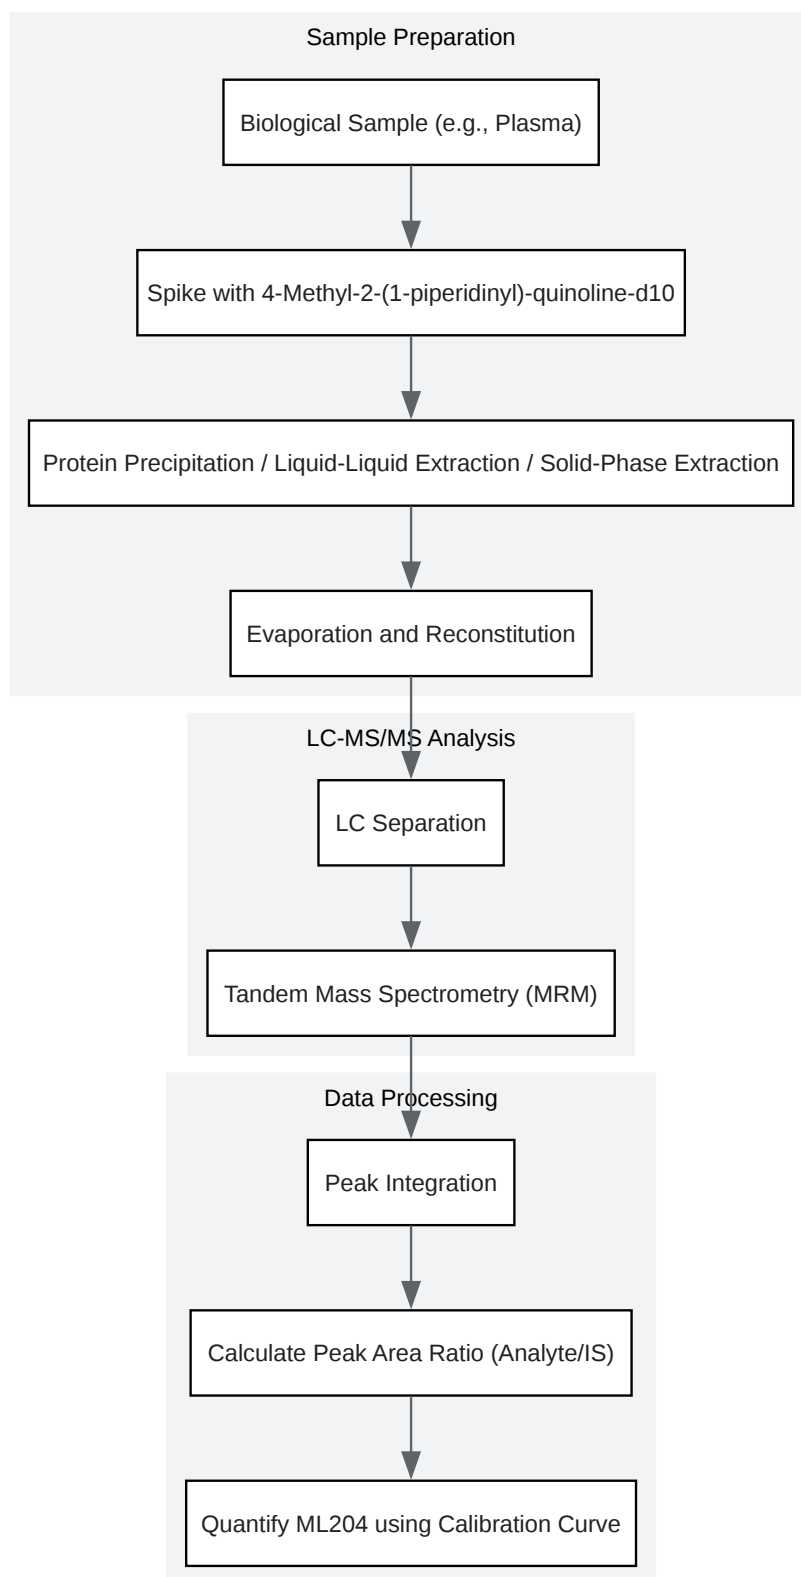 Sample Preparation
Biological Sample (e.g., Plasma)
Spike with 4-Methyl-2-(1-piperidinyl)-quinoline-d10
Protein Precipitation / Liquid-Liquid Extraction / Solid-Phase Extraction
Evaporation and Reconstitution
LC-MS/MS Analysis
LC Separation
Tandem Mass Spectrometry (MRM)
Data Processing
Peak Integration
Calculate Peak Area Ratio (Analyte/IS)
Quantify ML204 using Calibration Curve